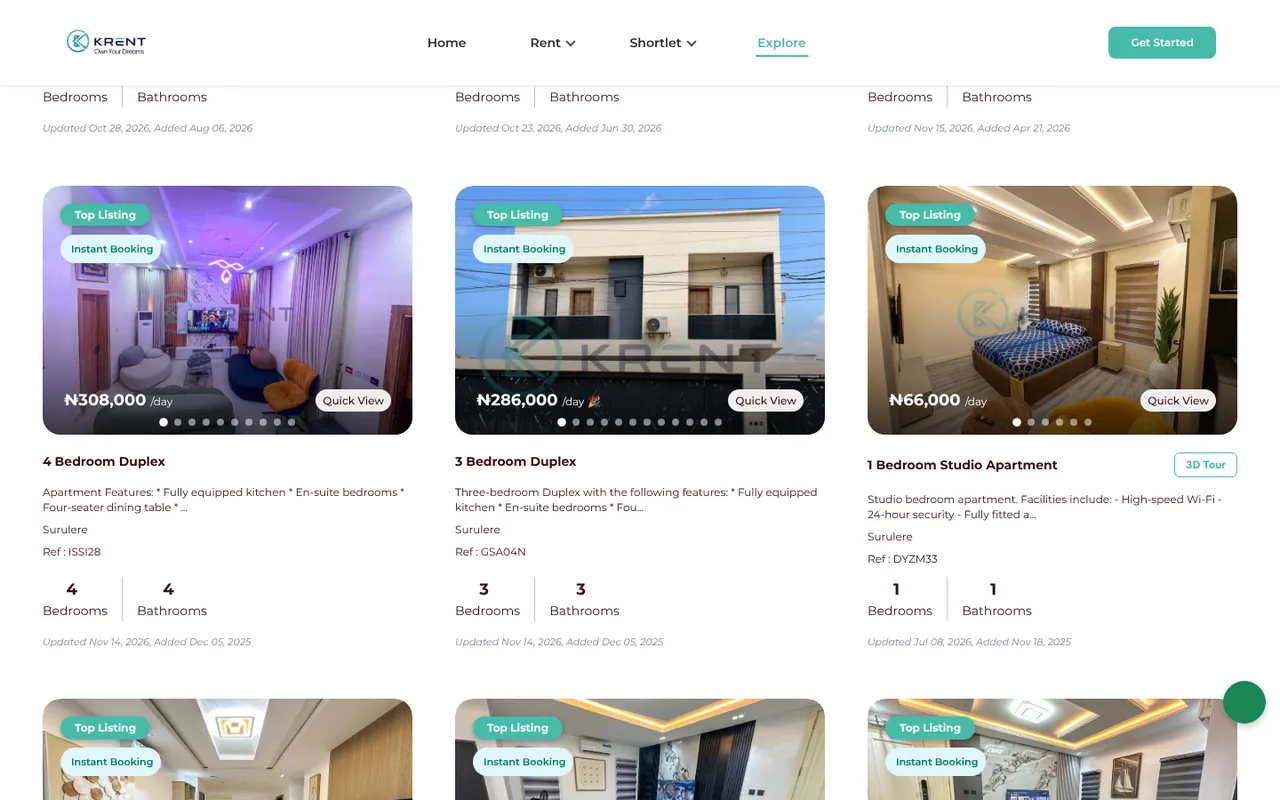 KRENT
Own Your Dreams
Home
Rent
Shortlet
Explore
Get Started
Bedrooms
Bathrooms
Updated Oct 28, 2026, Added Aug 06, 2026
Bedrooms
Bathrooms
Updated Oct 23, 2026, Added Jun 30, 2026
Bedrooms
Bathrooms
Updated Nov 15, 2026, Added Apr 21, 2026
Top Listing
Instant Booking
KRENT
₦308,000 /day
Quick View
4 Bedroom Duplex
Apartment Features: * Fully equipped kitchen * En-suite bedrooms *
Four-seater dining table * ...
Surulere
Ref : ISSI28
4
Bedrooms
4
Bathrooms
Updated Nov 14, 2026, Added Dec 05, 2025
Top Listing
Instant Booking
KRENT
₦286,000 /day 🎉
Quick View
3 Bedroom Duplex
Three-bedroom Duplex with the following features: * Fully equipped
kitchen * En-suite bedrooms * Fou...
Surulere
Ref : GSA04N
3
Bedrooms
3
Bathrooms
Updated Nov 14, 2026, Added Dec 05, 2025
Top Listing
Instant Booking
KRENT
₦66,000 /day
Quick View
1 Bedroom Studio Apartment
3D Tour
Studio bedroom apartment. Facilities include: - High-speed Wi-Fi -
24-hour security - Fully fitted a...
Surulere
Ref : DYZM33
1
Bedrooms
1
Bathrooms
Updated Jul 08, 2026, Added Nov 18, 2025
Top Listing
Instant Booking
Top Listing
Instant Booking
Top Listing
Instant Booking